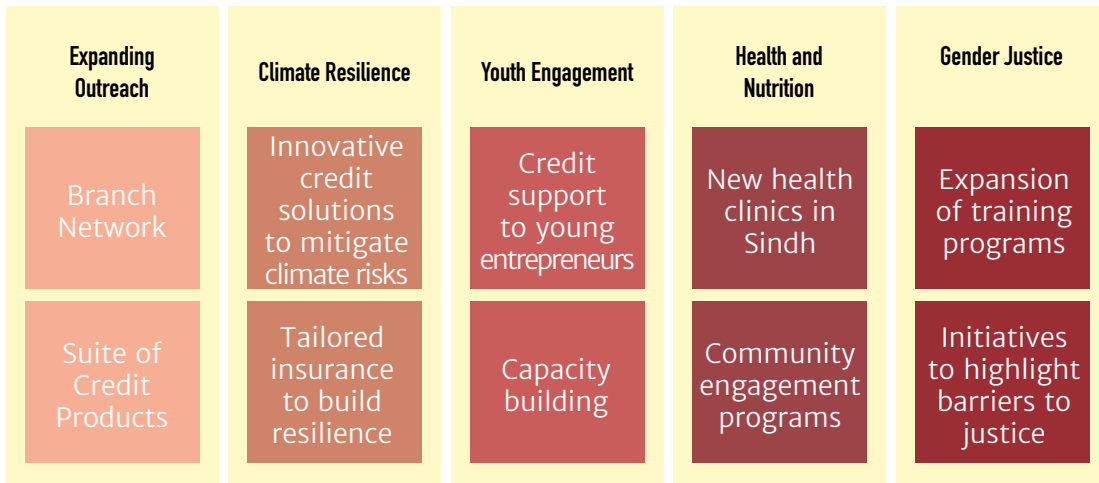 Expanding
Outreach
Branch
Network
Suite of
Credit
Products
Climate Resilience
Innovative
credit
solutions
to mitigate
climate risks
Tailored
insurance
to build
resilience
Youth Engagement
Credit
support
to young
entrepreneurs
Capacity
building
Health and
Nutrition
New health
clinics in
Sindh
Community
engagement
programs
Gender Justice
Expansion
of training
programs
Initiatives
to highlight
barriers to
justice